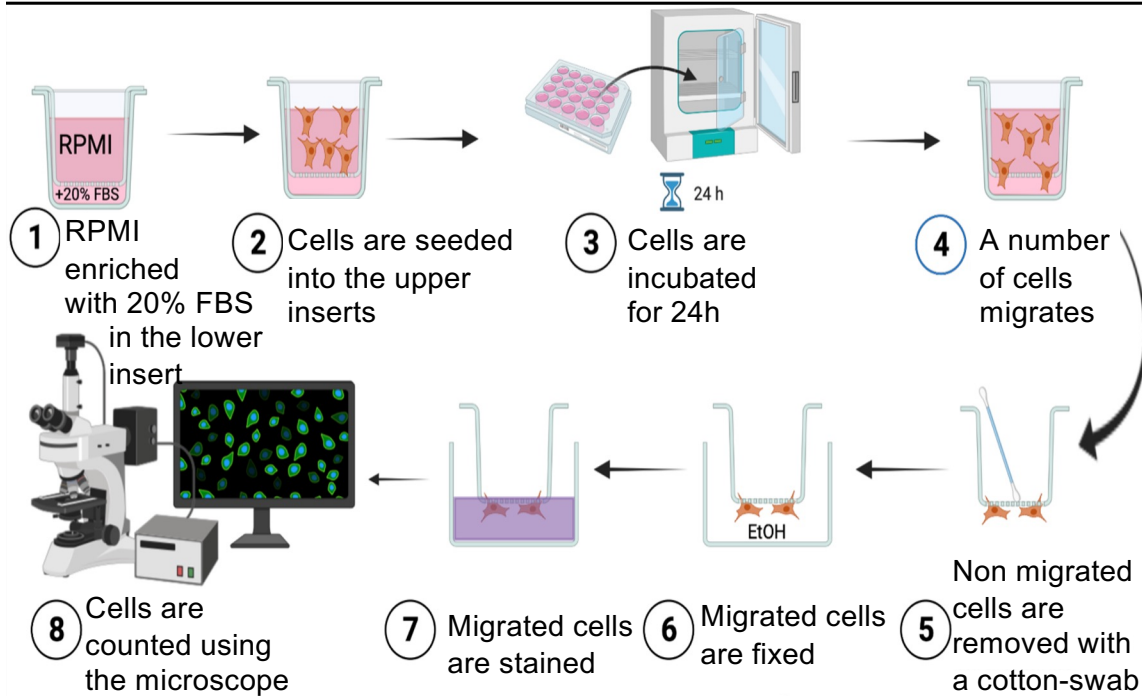 RPMI
+20% FBS
24 h
1 RPMI
enriched
with 20% FBS
in the lower
insert
2 Cells are seeded
into the upper
inserts
3 Cells are
incubated
for 24h
4 A number
of cells
migrates
5 Non migrated
cells are
removed with
a cotton-swab
EtOH
6 Migrated cells
are fixed
7 Migrated cells
are stained
8 Cells are
counted using
the microscope